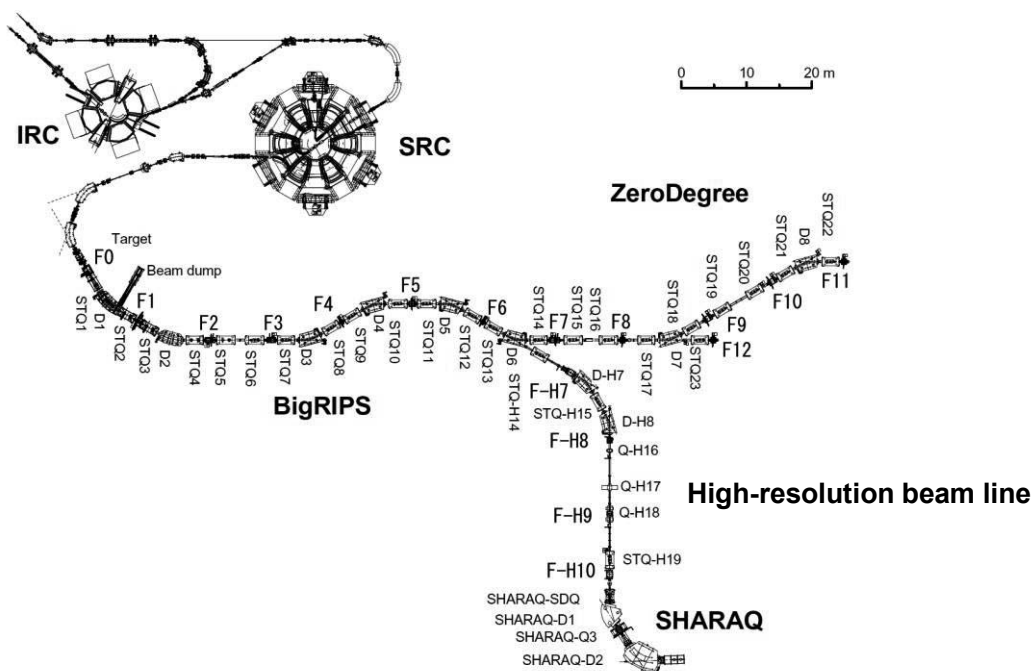 0 10 20 m
IRC
SRC
ZeroDegree
Target
F0
Beam dump
F1
STQ1
D1
STQ2
STQ3
D2
F2
STQ4
STQ5
STQ6
F3
STQ7
D3
F4
STQ8
STQ9
D4
STQ10
F5
STQ11
D5
STQ12
F6
STQ13
D6
STQ14
F7
STQ15
STQ16
F8
STQ17
STQ18
D7
STQ23
F12
STQ19
F9
STQ20
STQ21
F10
D8
STQ22
F11
BigRIPS
STQ-H14
F-H7
D-H7
STQ-H15
D-H8
F-H8
Q-H16
Q-H17
High-resolution beam line
F-H9
Q-H18
STQ-H19
F-H10
SHARAQ-SDQ
SHARAQ-D1
SHARAQ
SHARAQ-Q3
SHARAQ-D2